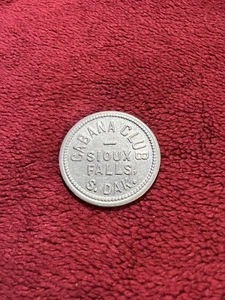 CABANA CLUB
—
SIOUX
FALLS,
S. DAK.